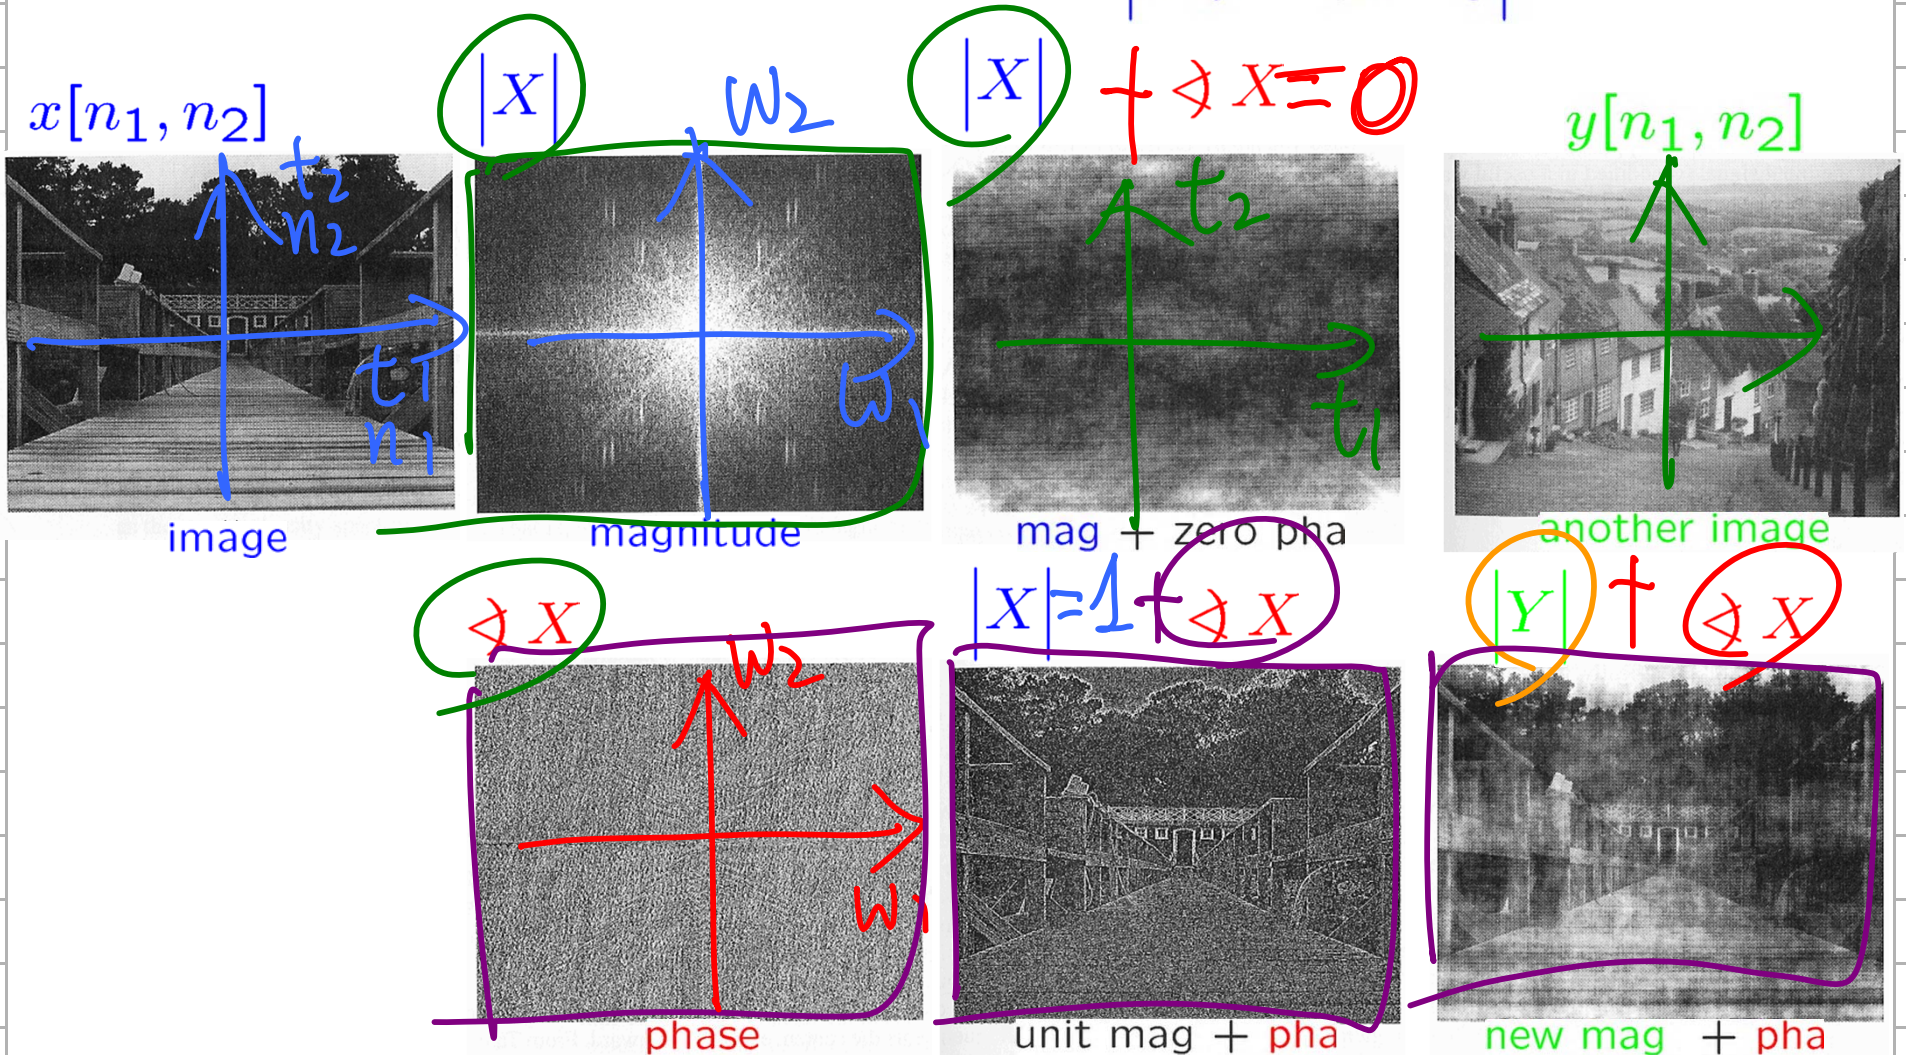 |X|
|X| + ∢ X = 0
x[n₁, n₂]
w₂
y[n₁, n₂]
t₂
n₂
t₁
n₁
w₁
t₂
t₁
image
magnitude
mag + zero pha
another image
∢ X
|X| = 1 + ∢ X
|Y| + ∢ X
w₂
w₁
phase
unit mag + pha
new mag + pha